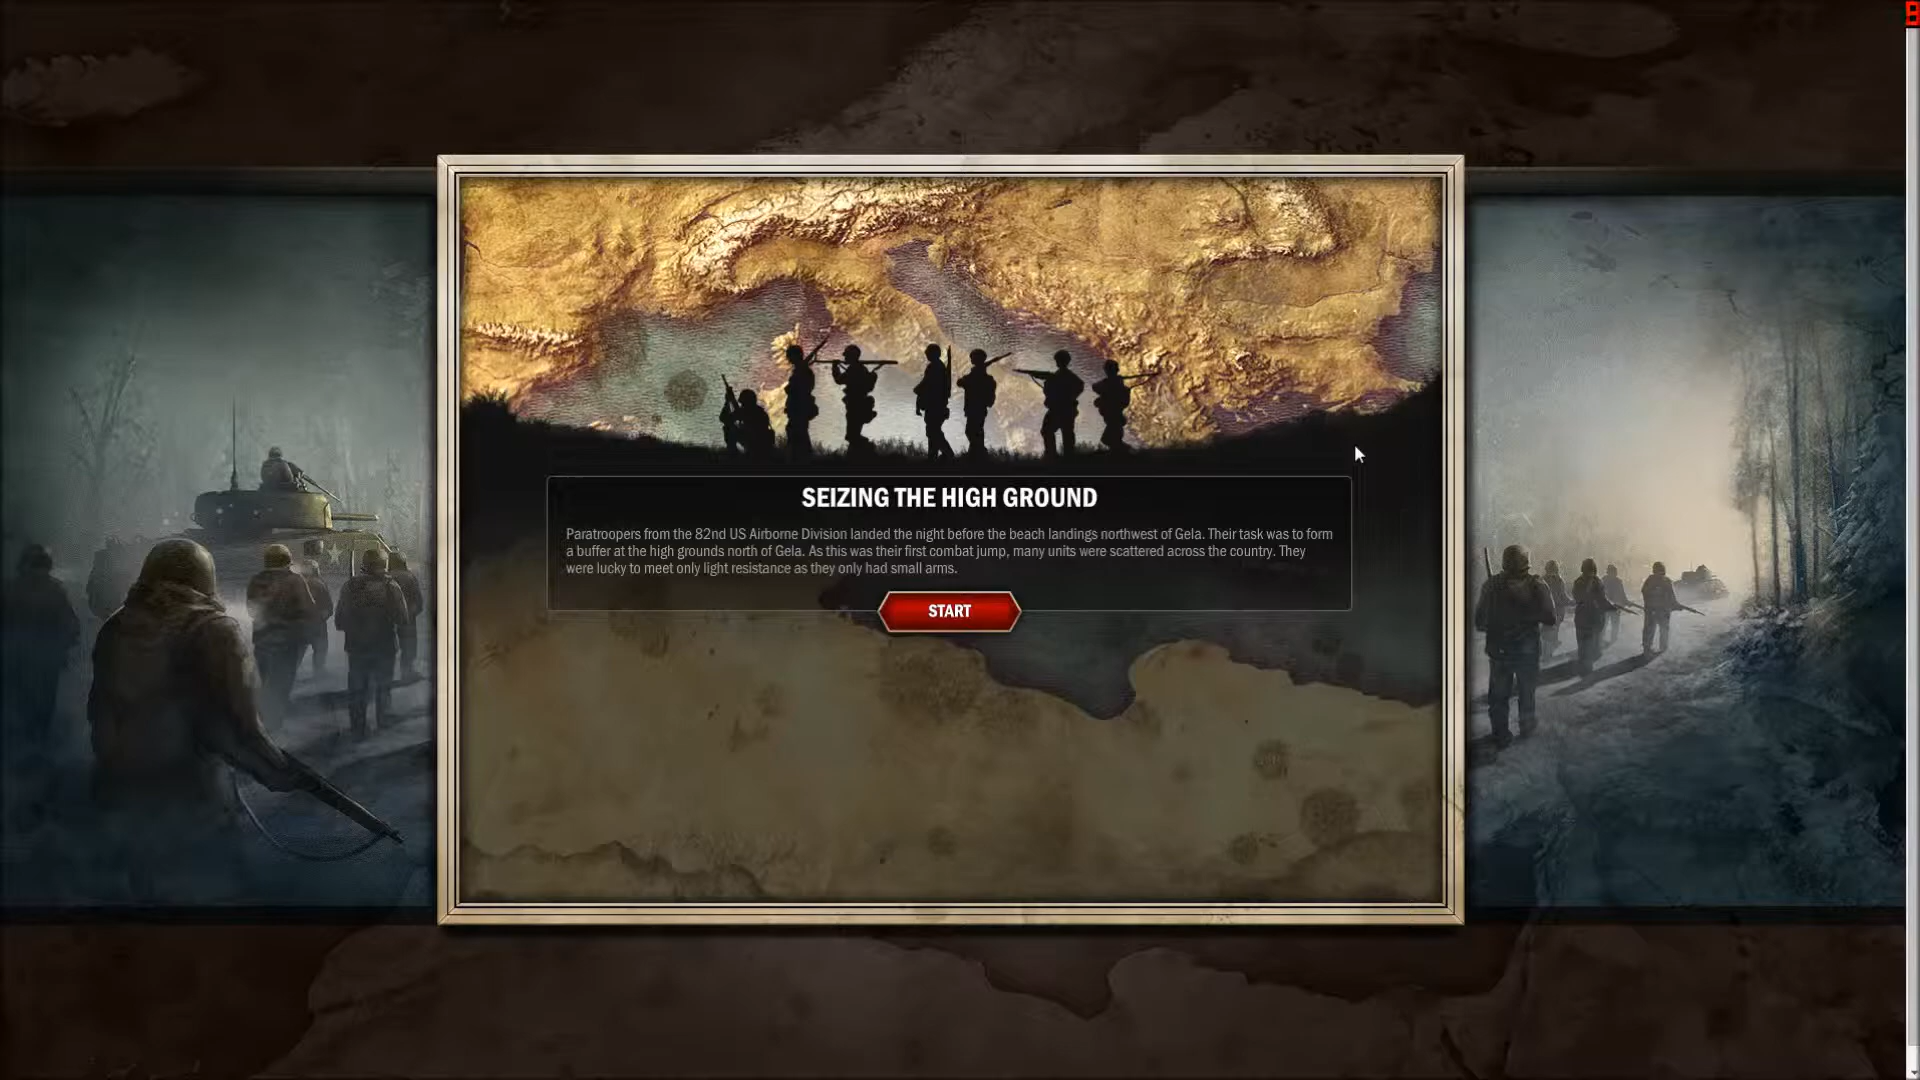 SEIZING THE HIGH GROUND
Paratroopers from the 82nd US Airborne Division landed the night before the beach landings northwest of Gela. Their task was to form
a buffer at the high grounds north of Gela. As this was their first combat jump, many units were scattered across the country. They
were lucky to meet only light resistance as they only had small arms.
START